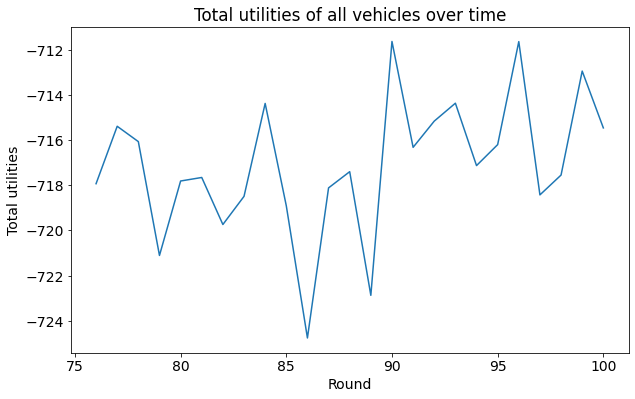 Total utilities of all vehicles over time
−712
−714
−716
−718
−720
−722
−724
Total utilities
75 80 85 90 95 100
Round